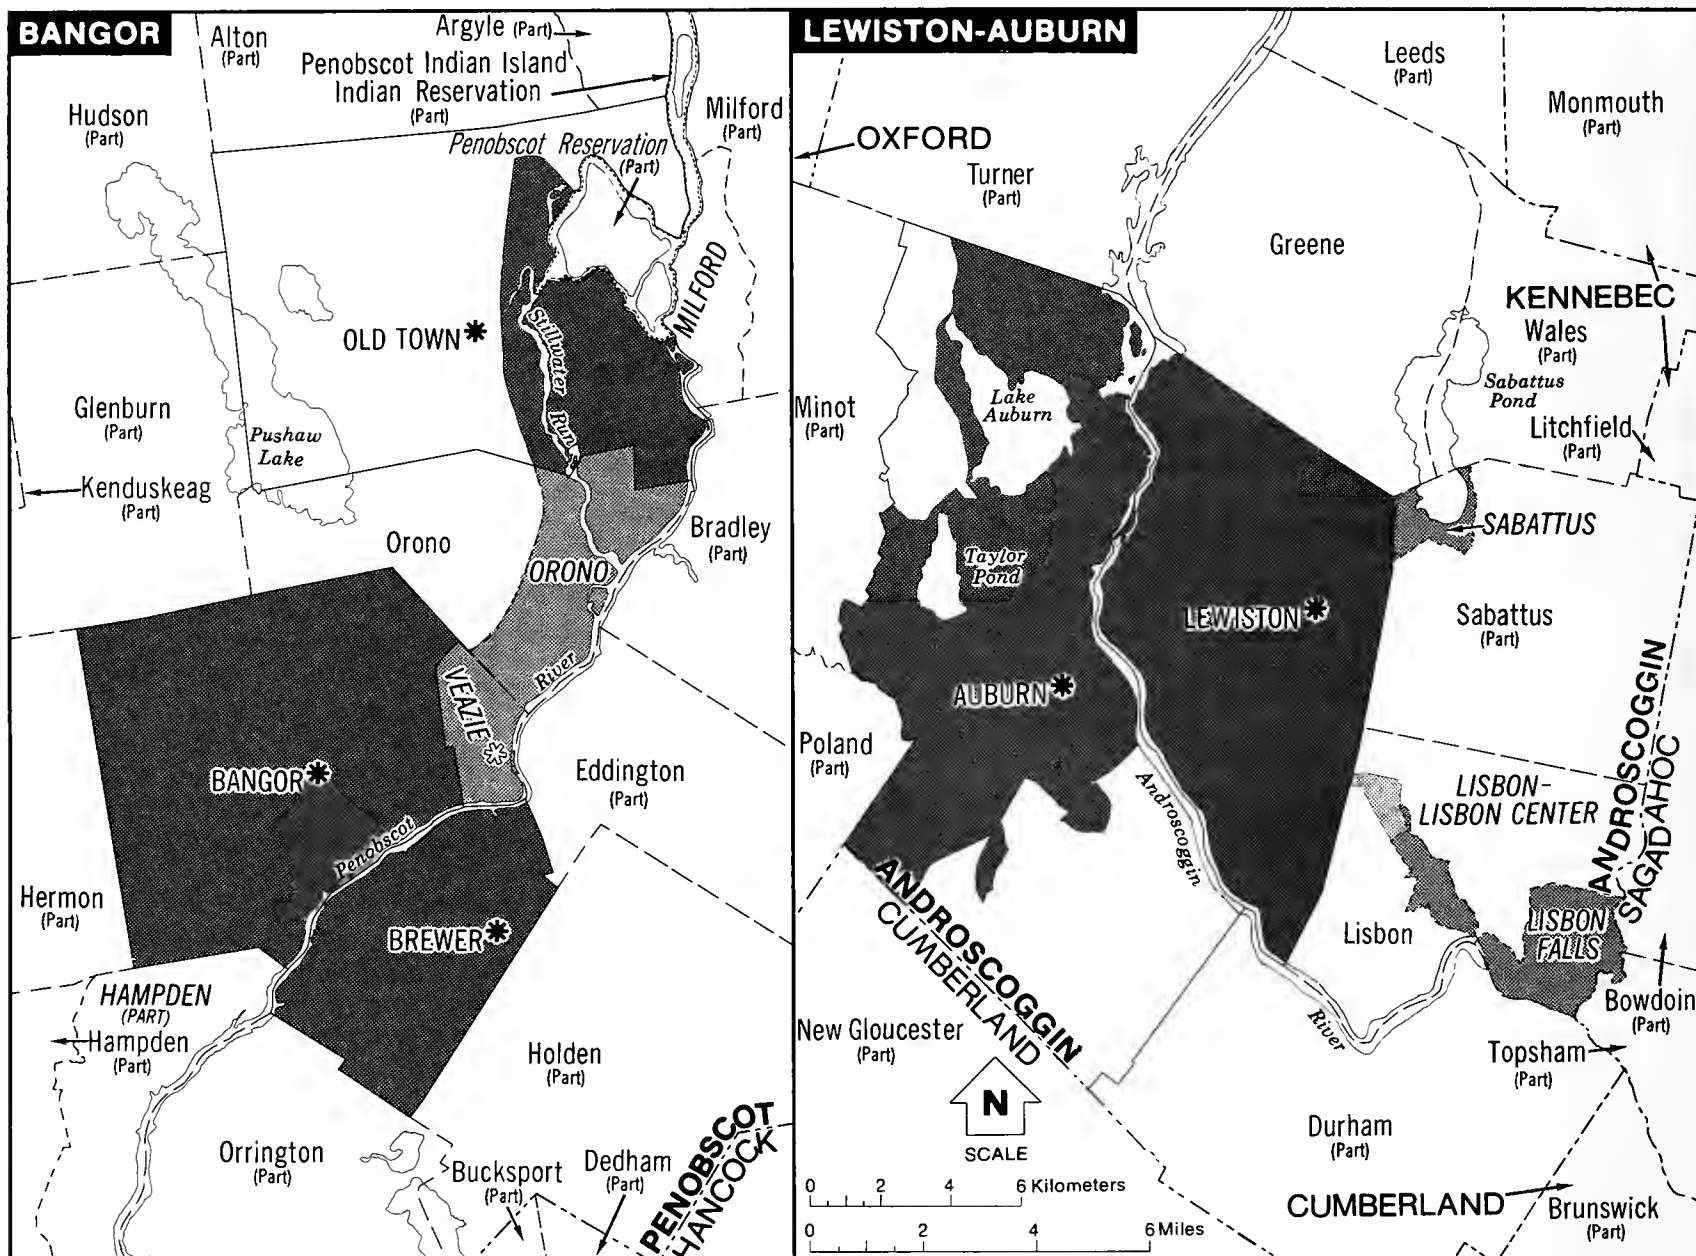 BANGOR
Alton
(Part)
Argyle (Part)
Penobscot Indian Island
Indian Reservation
(Part)
Hudson
(Part)
Milford
(Part)
Penobscot Reservation
(Part)
MILFORD
OLD TOWN
Stillwater
Run
Glenburn
(Part)
Pushaw
Lake
Kenduskeag
(Part)
Orono
Bradley
(Part)
ORONO
VEAZIE
River
BANGOR
Eddington
(Part)
Penobscot
Hermon
(Part)
BREWER
HAMPDEN
(PART)
Hampden
(Part)
Holden
(Part)
Orrington
(Part)
Bucksport
(Part)
Dedham
(Part)
PENOBSCOT
HANCOCK
LEWISTON-AUBURN
Leeds
(Part)
Monmouth
(Part)
OXFORD
Turner
(Part)
Greene
KENNEBEC
Wales
(Part)
Sabattus
Pond
Litchfield
(Part)
Minot
(Part)
Lake
Auburn
SABATTUS
Taylor
Pond
LEWISTON
Sabattus
(Part)
AUBURN
Poland
(Part)
Androscoggin
River
LISBON-
LISBON CENTER
ANDROSCOGGIN
SAGADAHOC
Lisbon
LISBON
FALLS
ANDROSCOGGIN
CUMBERLAND
Bowdoin
(Part)
New Gloucester
(Part)
Topsham
(Part)
N
SCALE
0 2 4 6 Kilometers
0 2 4 6 Miles
Durham
(Part)
CUMBERLAND
Brunswick
(Part)